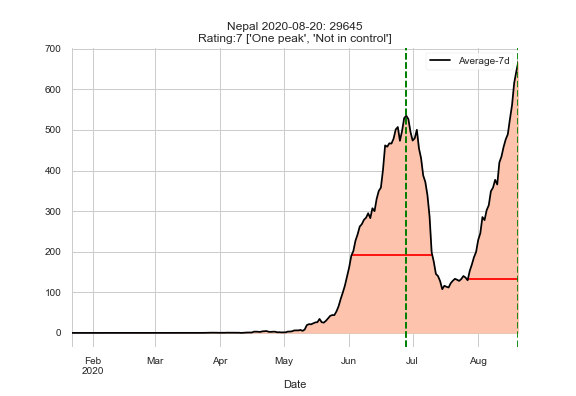 Nepal 2020-08-20: 29645
Rating:7 ['One peak', 'Not in control']
Average-7d
700
600
500
400
300
200
100
0
Feb
2020
Mar
Apr
May
Jun
Jul
Aug
Date